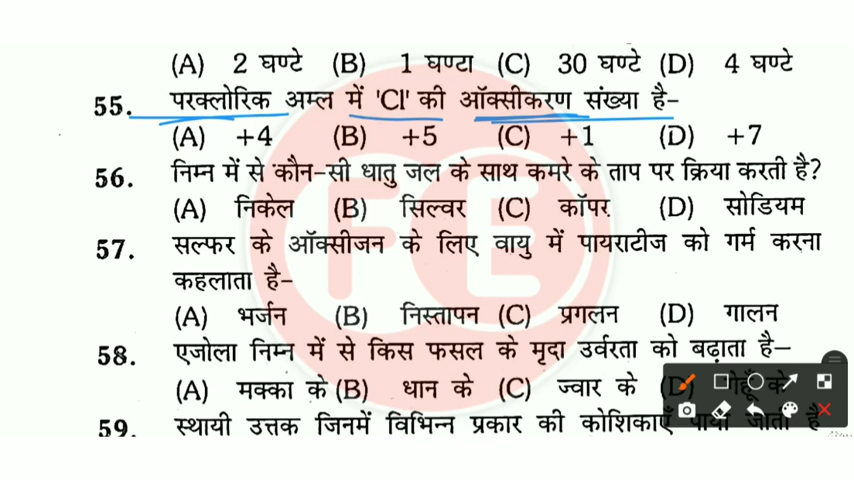 (A) 2 घण्टे (B) 1 घण्टा (C) 30 घण्टे (D) 4 घण्टे
55. परक्लोरिक अम्ल में 'Cl' की ऑक्सीकरण संख्या है–
(A) +4 (B) +5 (C) +1 (D) +7
56. निम्न में से कौन-सी धातु जल के साथ कमरे के ताप पर क्रिया करती है?
(A) निकेल (B) सिल्वर (C) कॉपर (D) सोडियम
57. सल्फर के ऑक्सीजन के लिए वायु में पायराटीज को गर्म करना
कहलाता है–
(A) भर्जन (B) निस्तापन (C) प्रगलन (D) गालन
58. एजोला निम्न में से किस फसल के मृदा उर्वरता को बढ़ाता है–
(A) मक्का के (B) धान के (C) ज्वार के (D) गेहूँ के
59. स्थायी उत्तक जिनमें विभिन्न प्रकार की कोशिकाएँ पायी जाती है